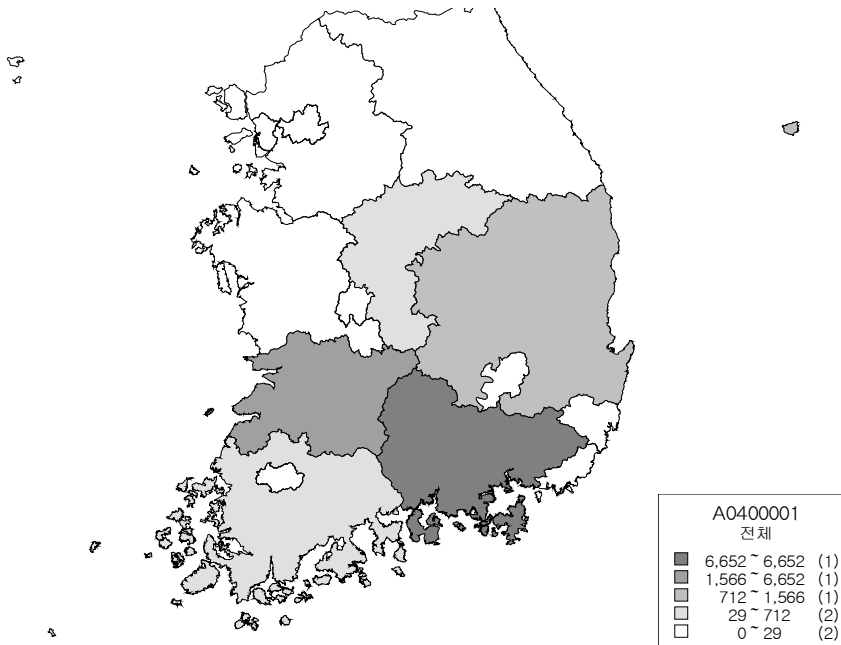 A0400001
전체
6,652 ~ 6,652 (1)
1,566 ~ 6,652 (1)
712 ~ 1,566 (1)
29 ~ 712 (2)
0 ~ 29 (2)